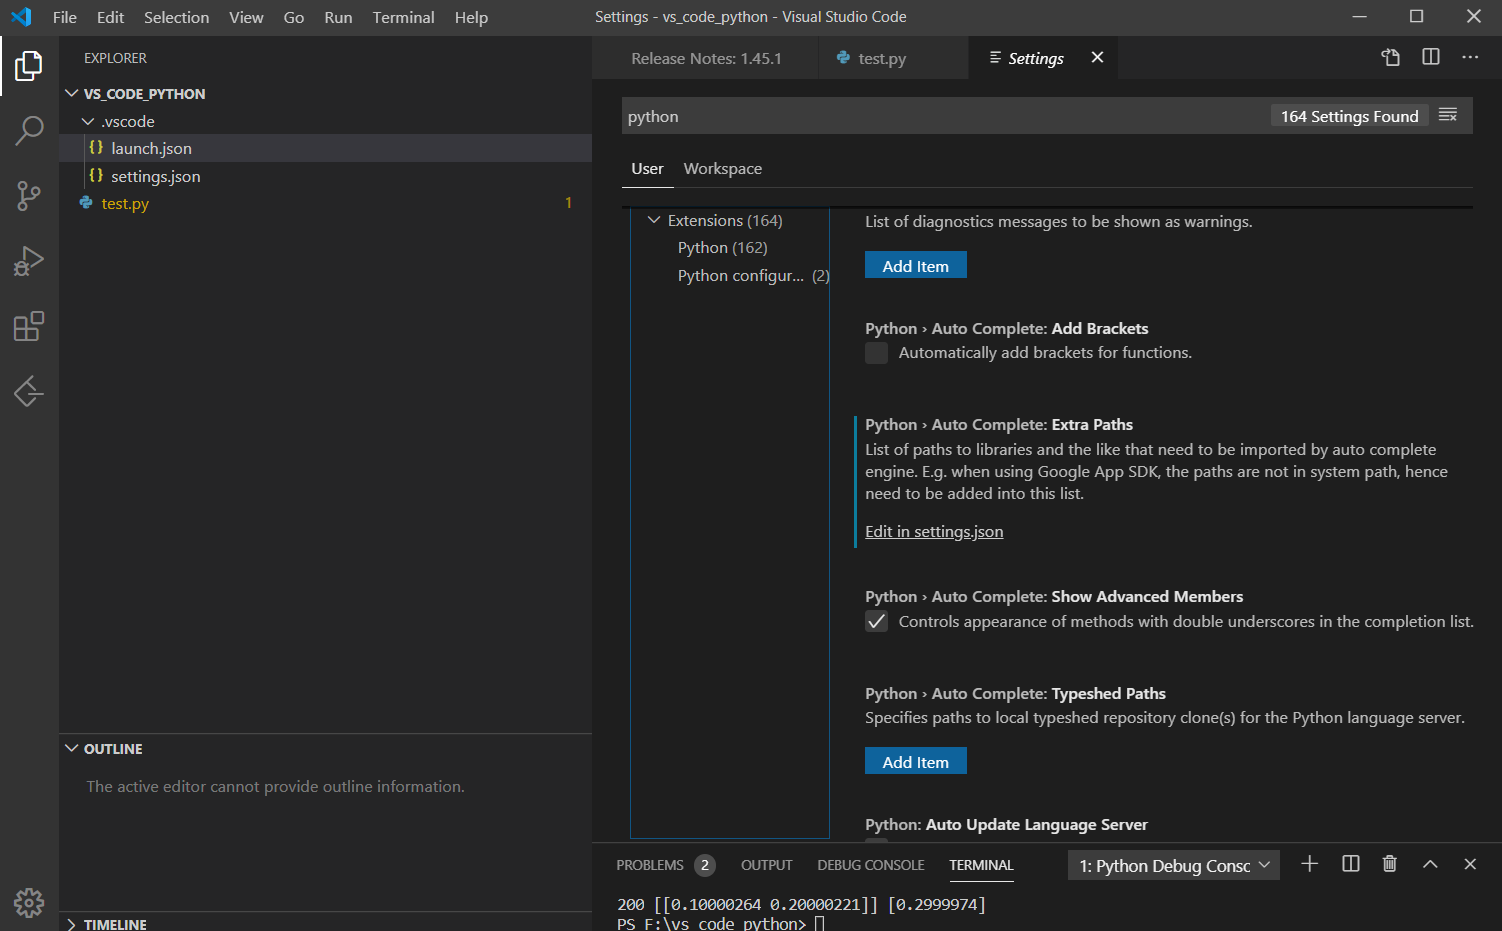 File Edit Selection View Go Run Terminal Help
Settings - vs_code_python - Visual Studio Code
EXPLORER
VS_CODE_PYTHON
.vscode
{} launch.json
{} settings.json
test.py 1
OUTLINE
The active editor cannot provide outline information.
TIMELINE
Release Notes: 1.45.1 test.py Settings
python 164 Settings Found
User Workspace
Extensions (164)
Python (162)
Python configur... (2)
List of diagnostics messages to be shown as warnings.
Add Item
Python › Auto Complete: Add Brackets
Automatically add brackets for functions.
Python › Auto Complete: Extra Paths
List of paths to libraries and the like that need to be imported by auto complete
engine. E.g. when using Google App SDK, the paths are not in system path, hence
need to be added into this list.
Edit in settings.json
Python › Auto Complete: Show Advanced Members
Controls appearance of methods with double underscores in the completion list.
Python › Auto Complete: Typeshed Paths
Specifies paths to local typeshed repository clone(s) for the Python language server.
Add Item
Python: Auto Update Language Server
PROBLEMS 2 OUTPUT DEBUG CONSOLE TERMINAL 1: Python Debug Consc
200 [[0.10000264 0.20000221]] [0.2999974]
PS F:\vs_code_python>